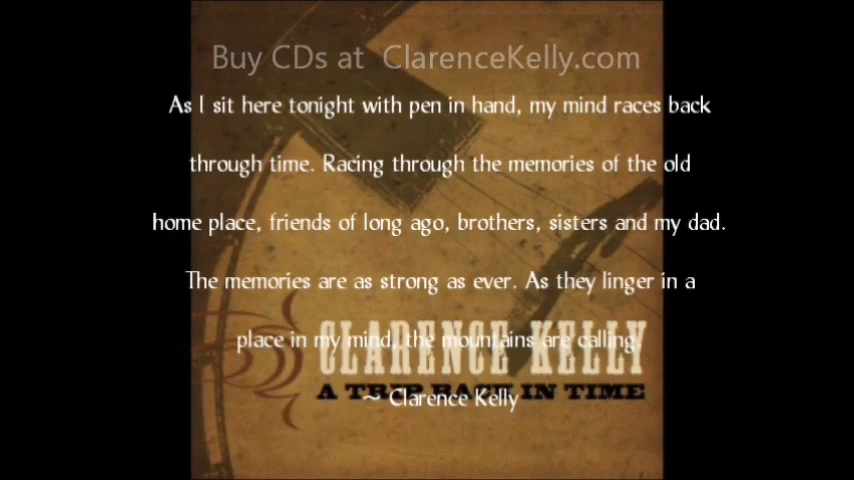 Buy CDs at ClarenceKelly.com
As I sit here tonight with pen in hand, my mind races back
through time. Racing through the memories of the old
home place, friends of long ago, brothers, sisters and my dad.
The memories are as strong as ever. As they linger in a
place in my mind, the mountains are calling.
CLARENCE KELLY
A TRIP BACK IN TIME
~ Clarence Kelly